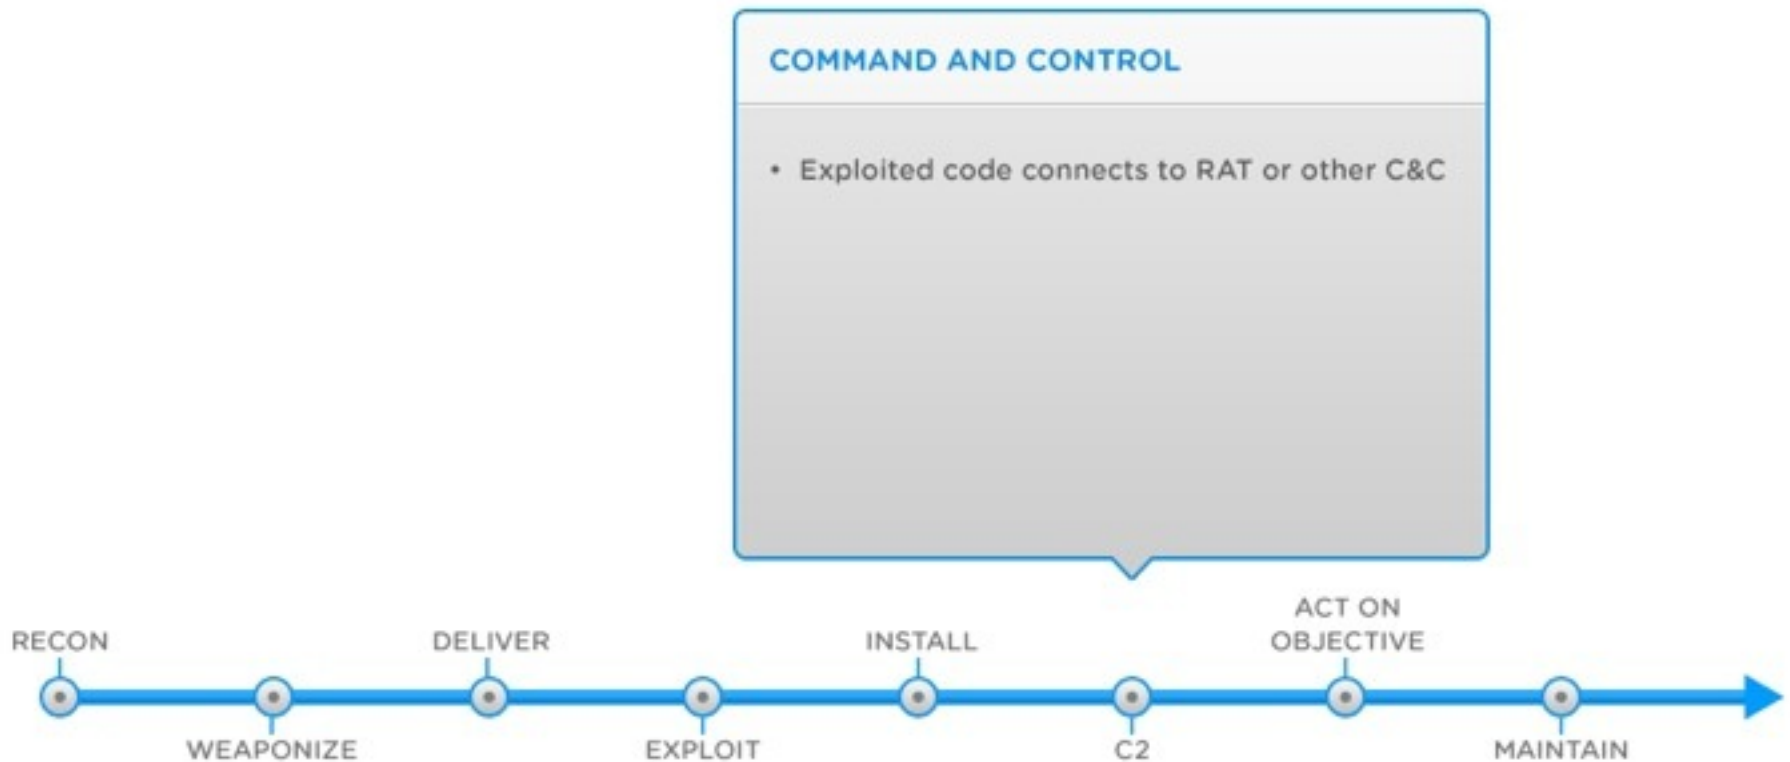 COMMAND AND CONTROL
• Exploited code connects to RAT or other C&C
RECON
WEAPONIZE
DELIVER
EXPLOIT
INSTALL
C2
ACT ON
OBJECTIVE
MAINTAIN